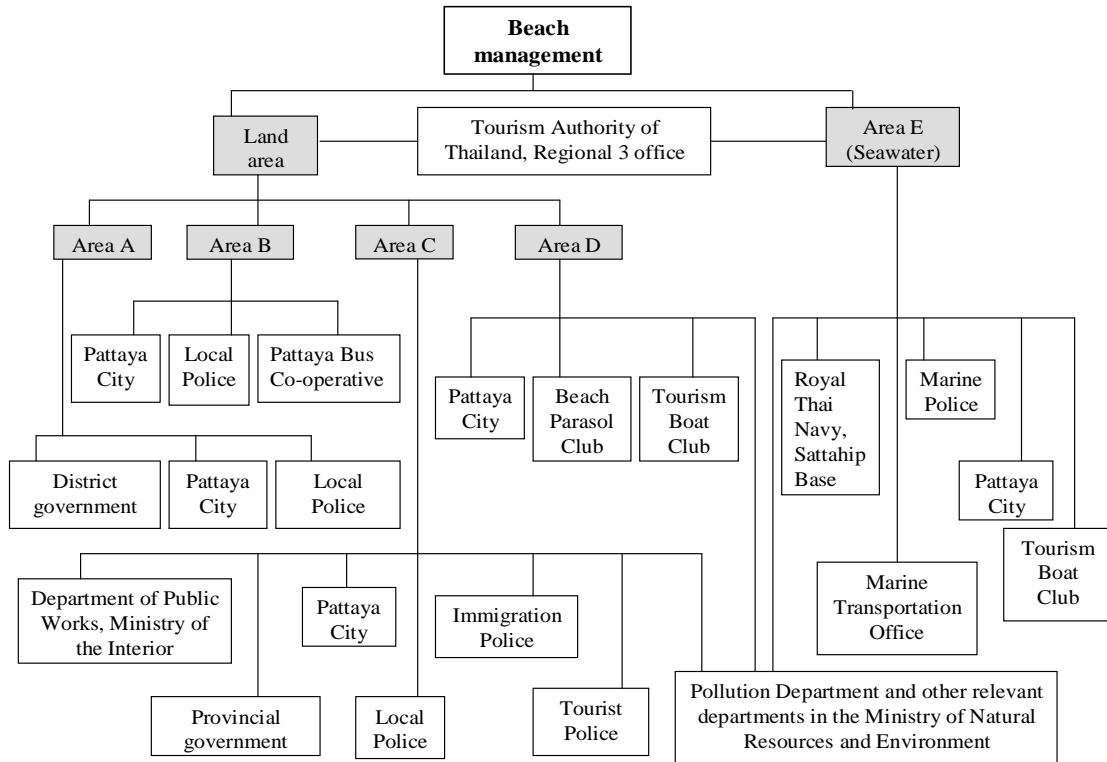 Beach
management
Land
area
Tourism Authority of
Thailand, Regional 3 office
Area E
(Seawater)
Area A
Area B
Area C
Area D
Pattaya
City
Local
Police
Pattaya Bus
Co-operative
Pattaya
City
Beach
Parasol
Club
Tourism
Boat
Club
Royal
Thai
Navy,
Sattahip
Base
Marine
Police
District
government
Pattaya
City
Local
Police
Pattaya
City
Tourism
Boat
Club
Department of Public
Works, Ministry of
the Interior
Pattaya
City
Immigration
Police
Marine
Transportation
Office
Provincial
government
Local
Police
Tourist
Police
Pollution Department and other relevant
departments in the Ministry of Natural
Resources and Environment